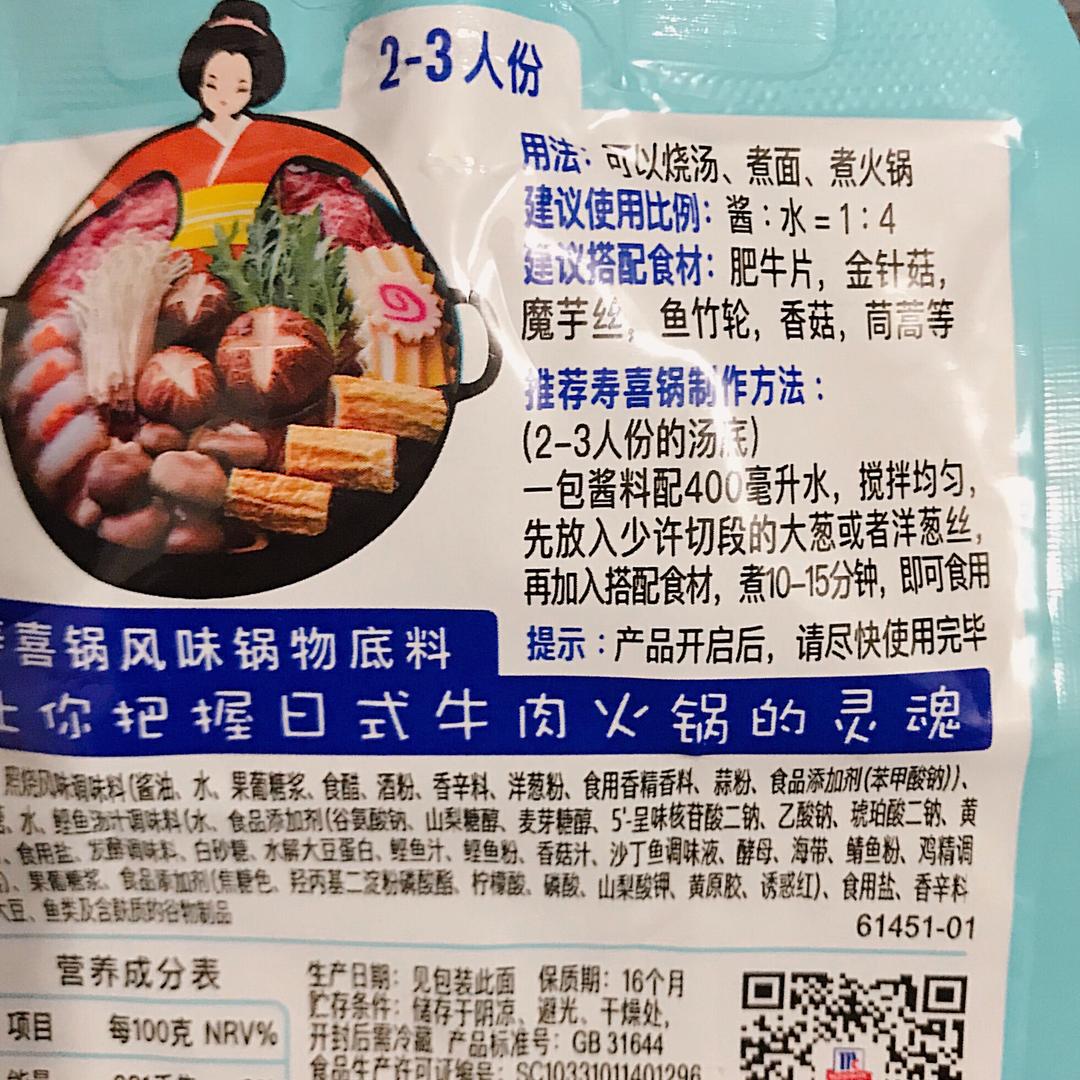 2-3人份
用法：可以烧汤、煮面、煮火锅
建议使用比例：酱：水=1：4
建议搭配食材：肥牛片，金针菇，
魔芋丝，鱼竹轮，香菇，茼蒿等
推荐寿喜锅制作方法：
(2-3人份的汤底)
一包酱料配400毫升水，搅拌均匀，
先放入少许切段的大葱或者洋葱丝，
再加入搭配食材，煮10-15分钟，即可食用
提示：产品开启后，请尽快使用完毕
喜锅风味锅物底料
你把握日式牛肉火锅的灵魂
照烧风味调味料(酱油、水、果葡糖浆、食醋、酒粉、香辛料、洋葱粉、食用香精香料、蒜粉、食品添加剂(苯甲酸钠))、
、水、鲣鱼汤汁调味料(水、食品添加剂(谷氨酸钠、山梨糖醇、麦芽糖醇、5'-呈味核苷酸二钠、乙酸钠、琥珀酸二钠、黄
、食用盐、发酵调味料、白砂糖、水解大豆蛋白、鲣鱼汁、鲣鱼粉、香菇汁、沙丁鱼调味液、酵母、海带、鲭鱼粉、鸡精调
)、果葡糖浆、食品添加剂(焦糖色、羟丙基二淀粉磷酸酯、柠檬酸、磷酸、山梨酸钾、黄原胶、诱惑红)、食用盐、香辛料
大豆、鱼类及含麸质的谷物制品
61451-01
营养成分表
项目 每100克 NRV%
生产日期：见包装此面 保质期：16个月
贮存条件：储存于阴凉、避光、干燥处，
开封后需冷藏 产品标准号：GB 31644
食品生产许可证编号：SC10331011401296